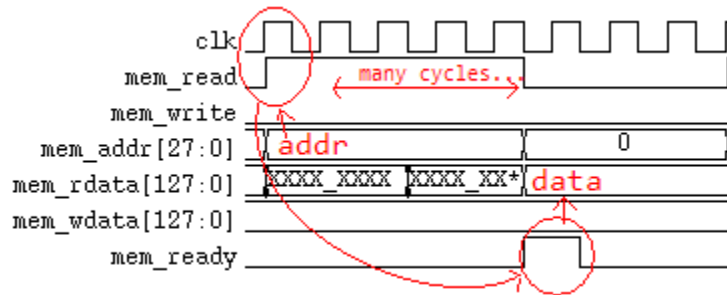 clk
mem_read
many cycles...
mem_write
mem_addr[27:0]
addr
0
mem_rdata[127:0]
XXXX_XXXX
XXXX_XX*
data
mem_wdata[127:0]
mem_ready